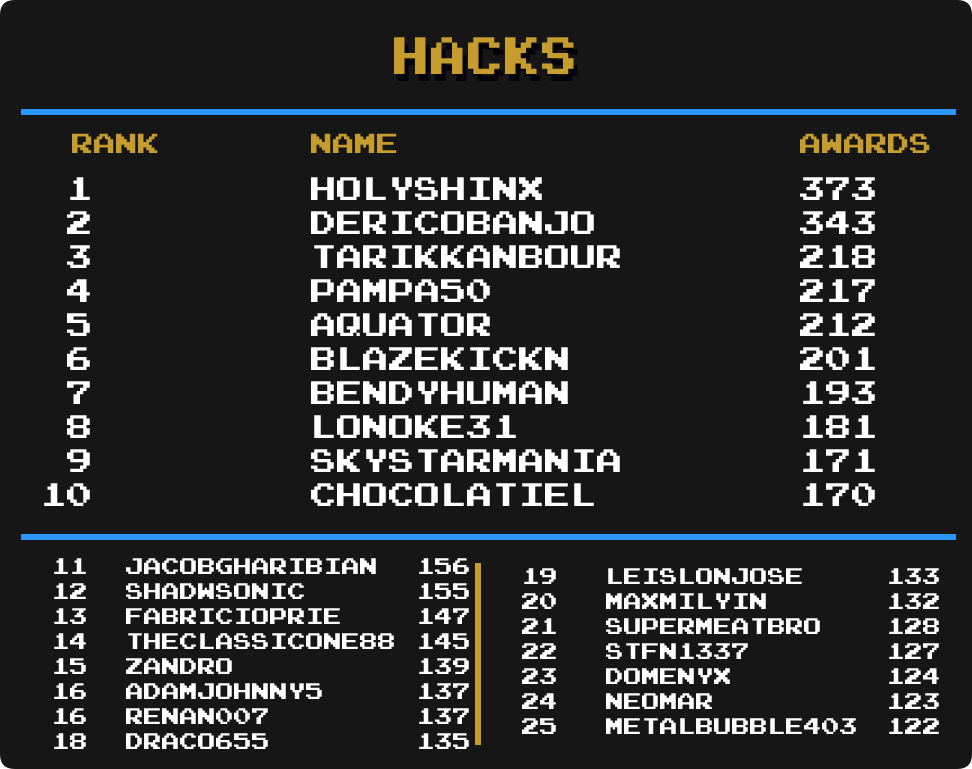 HACKS
RANK NAME AWARDS
1 HOLYSHINX 373
2 DERICOBANJO 343
3 TARIKKANBOUR 218
4 PAMPA50 217
5 AQUATOR 212
6 BLAZEKICKN 201
7 BENDYHUMAN 193
8 LONOKE31 181
9 SKYSTARMANIA 171
10 CHOCOLATIEL 170
11 JACOBGHARIBIAN 156
12 SHADWSONIC 155
13 FABRICIOPRIE 147
14 THECLASSICONE88 145
15 ZANDRO 139
16 ADAMJOHNNY5 137
16 RENAN007 137
18 DRACO655 135
19 LEISLONJOSE 133
20 MAXMILYIN 132
21 SUPERMEATBRO 128
22 STFN1337 127
23 DOMENYX 124
24 NEOMAR 123
25 METALBUBBLE403 122